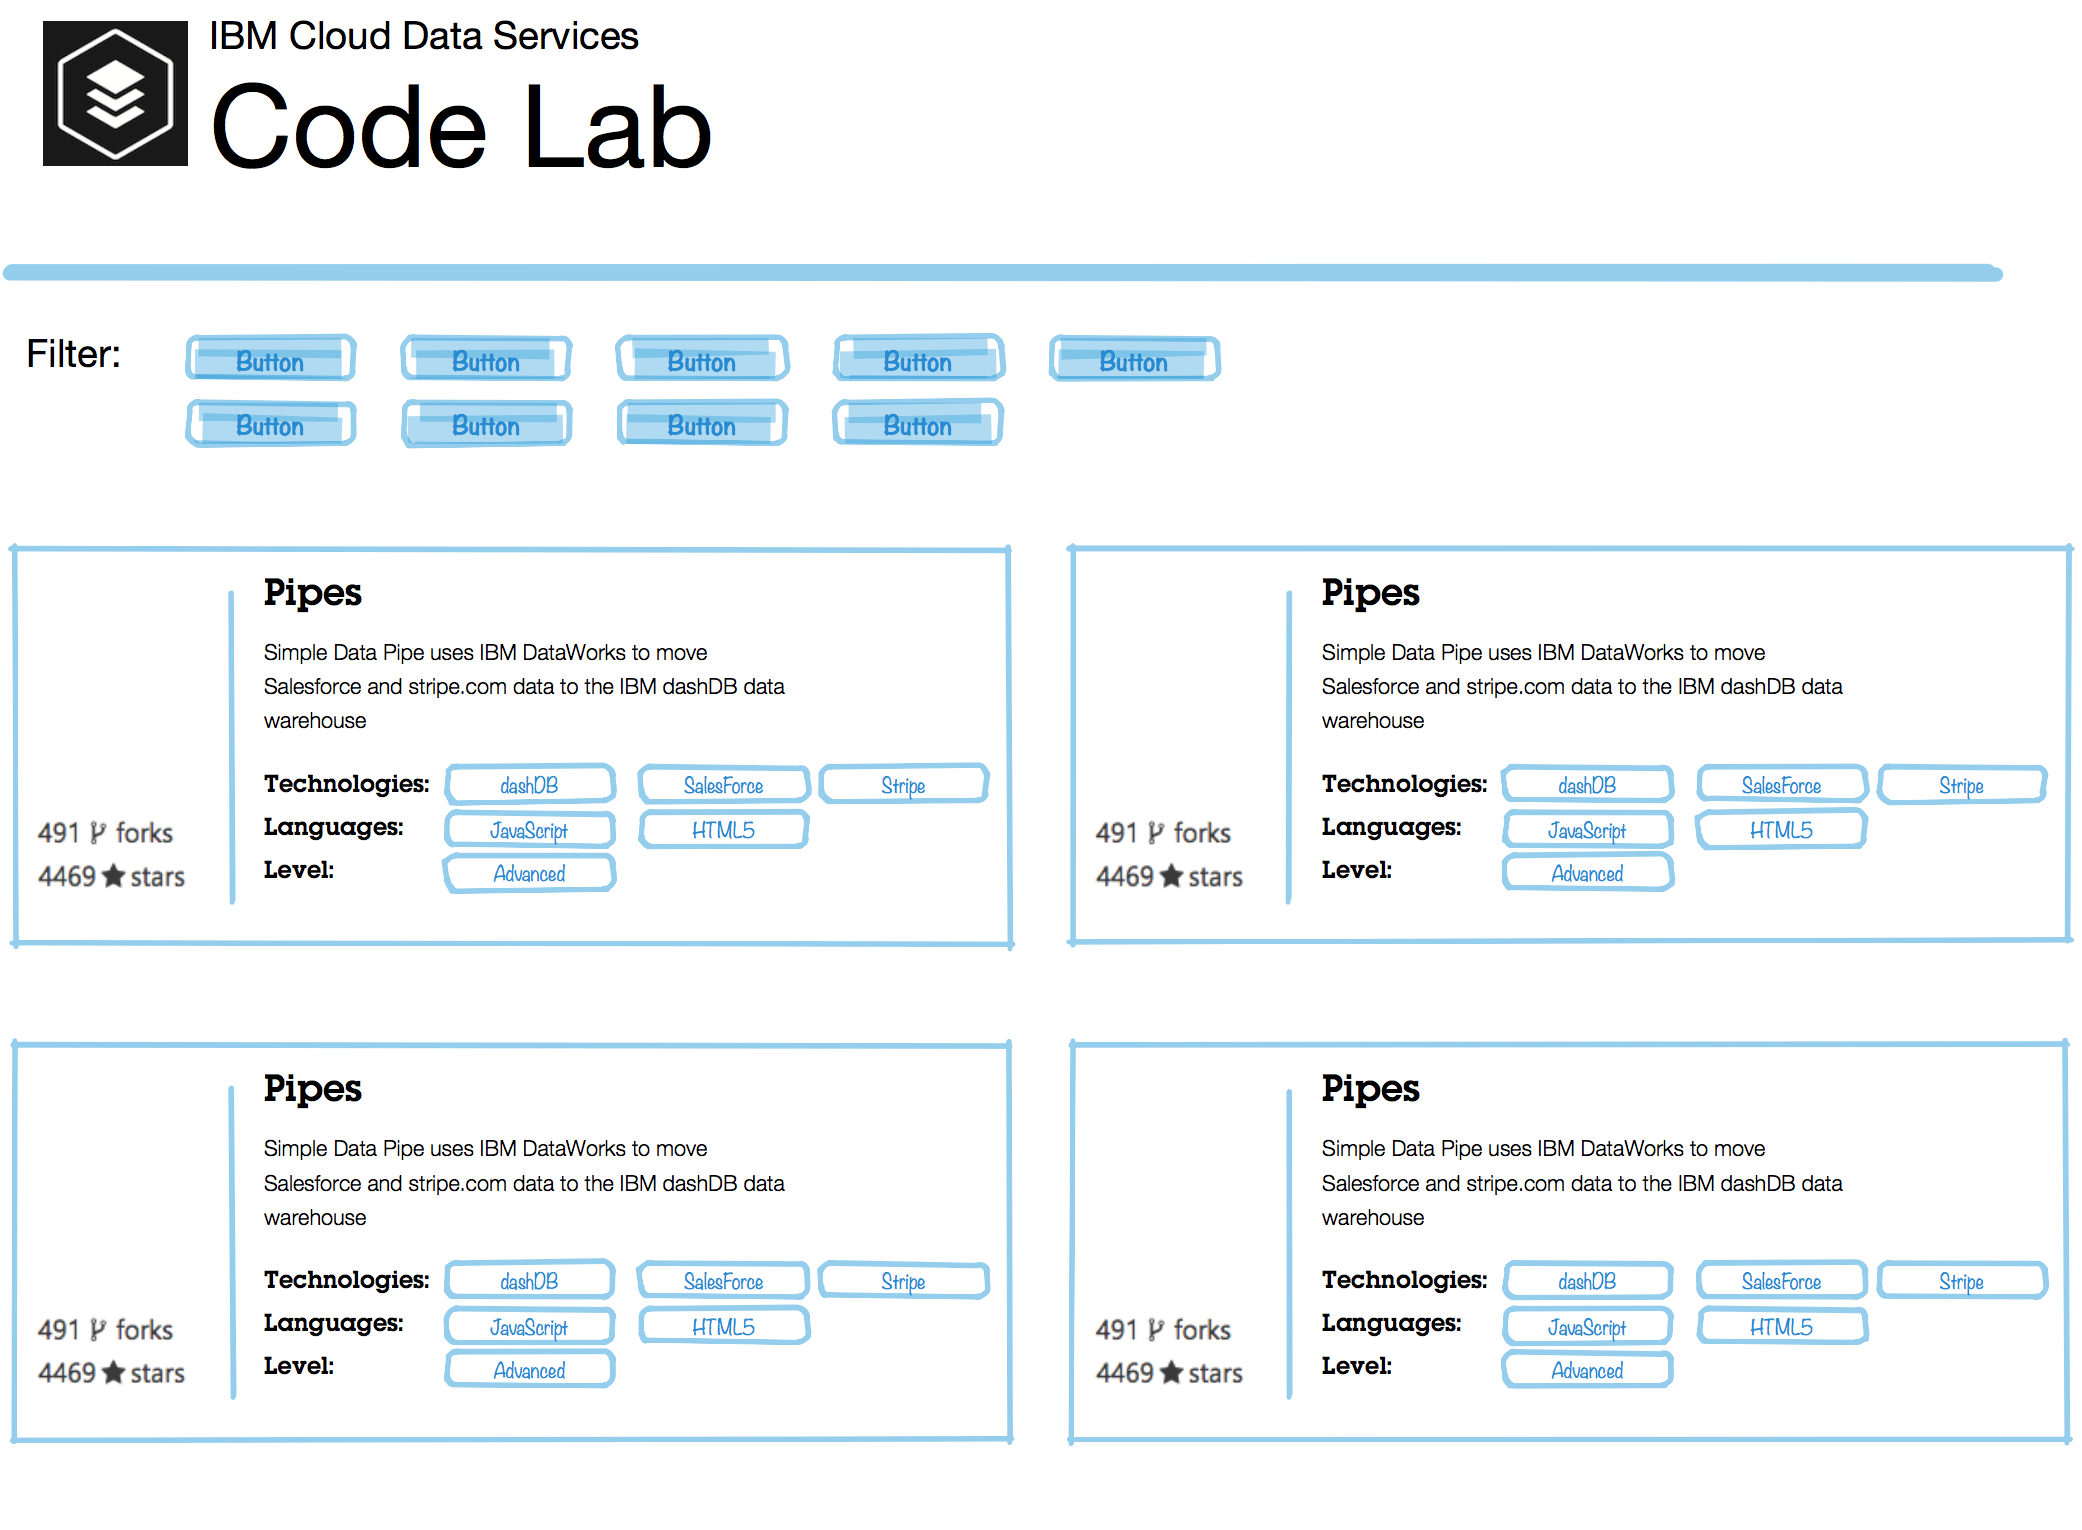 IBM Cloud Data Services
Code Lab
Filter:
Button Button Button Button Button
Button Button Button Button
Pipes
Simple Data Pipe uses IBM DataWorks to move
Salesforce and stripe.com data to the IBM dashDB data
warehouse
Technologies: dashDB SalesForce Stripe
Languages: JavaScript HTML5
Level: Advanced
491 forks
4469 stars
Pipes
Simple Data Pipe uses IBM DataWorks to move
Salesforce and stripe.com data to the IBM dashDB data
warehouse
Technologies: dashDB SalesForce Stripe
Languages: JavaScript HTML5
Level: Advanced
491 forks
4469 stars
Pipes
Simple Data Pipe uses IBM DataWorks to move
Salesforce and stripe.com data to the IBM dashDB data
warehouse
Technologies: dashDB SalesForce Stripe
Languages: JavaScript HTML5
Level: Advanced
491 forks
4469 stars
Pipes
Simple Data Pipe uses IBM DataWorks to move
Salesforce and stripe.com data to the IBM dashDB data
warehouse
Technologies: dashDB SalesForce Stripe
Languages: JavaScript HTML5
Level: Advanced
491 forks
4469 stars